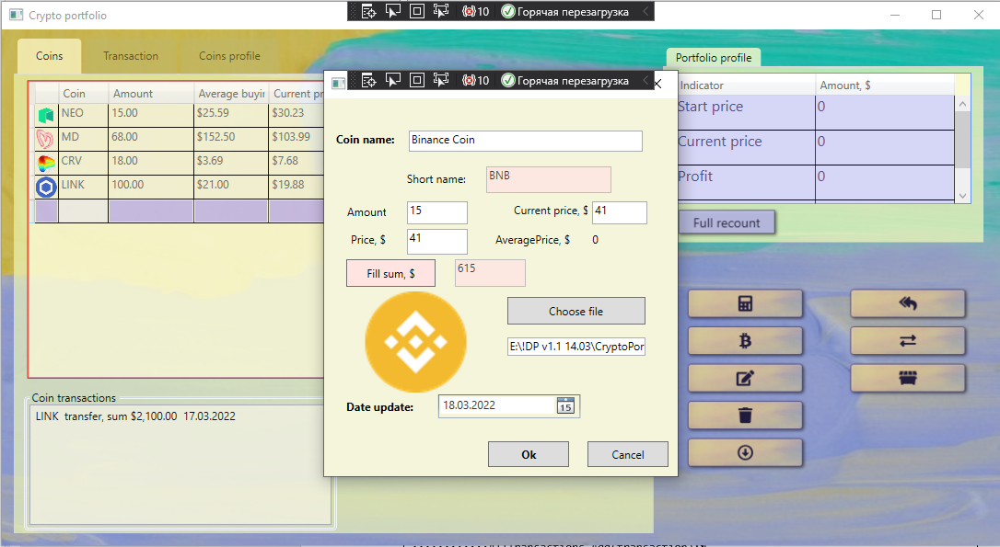 Crypto portfolio
10 Горячая перезагрузка
Coins Transaction Coins profile
Portfolio profile
Coin Amount Average buyin Current pr
NEO 15.00 $25.59 $30.23
MD 68.00 $152.50 $103.99
CRV 18.00 $3.69 $7.68
LINK 100.00 $21.00 $19.88
Indicator Amount, $
Start price 0
Current price 0
Profit 0
Full recount
10 Горячая перезагрузка
Coin name: Binance Coin
Short name: BNB
Amount 15 Current price, $ 41
Price, $ 41 AveragePrice, $ 0
Fill sum, $ 615
Choose file
E:\!DP v1.1 14.03\CryptoPor
Date update: 18.03.2022 15
Ok Cancel
Coin transactions
LINK transfer, sum $2,100.00 17.03.2022